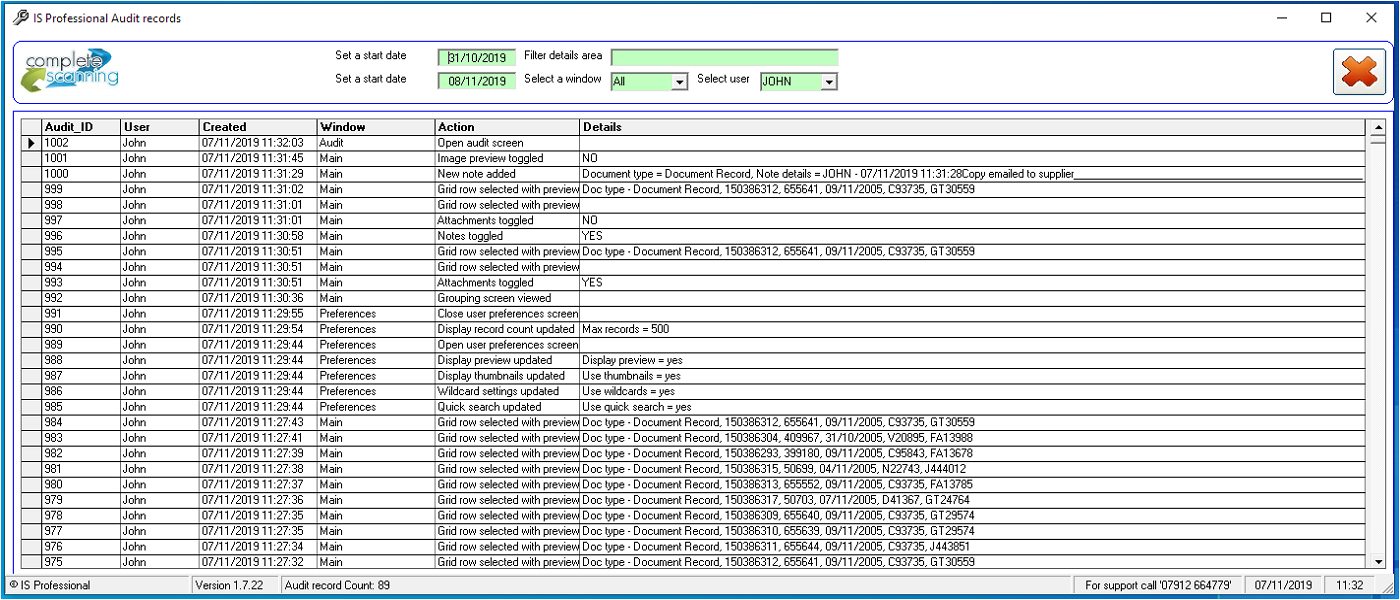 IS Professional Audit records
complete scanning
Set a start date 31/10/2019 Filter details area
Set a start date 08/11/2019 Select a window All Select user JOHN
Audit_ID User Created Window Action Details
1002 John 07/11/2019 11:32:03 Audit Open audit screen
1001 John 07/11/2019 11:31:45 Main Image preview toggled NO
1000 John 07/11/2019 11:31:29 Main New note added Document type = Document Record, Note details = JOHN - 07/11/2019 11:31:28Copy emailed to supplier
999 John 07/11/2019 11:31:02 Main Grid row selected with preview Doc type - Document Record, 150386312, 655641, 09/11/2005, C93735, GT30559
998 John 07/11/2019 11:31:01 Main Grid row selected with preview
997 John 07/11/2019 11:31:01 Main Attachments toggled NO
996 John 07/11/2019 11:30:58 Main Notes toggled YES
995 John 07/11/2019 11:30:51 Main Grid row selected with preview Doc type - Document Record, 150386312, 655641, 09/11/2005, C93735, GT30559
994 John 07/11/2019 11:30:51 Main Grid row selected with preview
993 John 07/11/2019 11:30:51 Main Attachments toggled YES
992 John 07/11/2019 11:30:36 Main Grouping screen viewed
991 John 07/11/2019 11:29:55 Preferences Close user preferences screen
990 John 07/11/2019 11:29:54 Preferences Display record count updated Max records = 500
989 John 07/11/2019 11:29:44 Preferences Open user preferences screen
988 John 07/11/2019 11:29:44 Preferences Display preview updated Display preview = yes
987 John 07/11/2019 11:29:44 Preferences Display thumbnails updated Use thumbnails = yes
986 John 07/11/2019 11:29:44 Preferences Wildcard settings updated Use wildcards = yes
985 John 07/11/2019 11:29:44 Preferences Quick search updated Use quick search = yes
984 John 07/11/2019 11:27:43 Main Grid row selected with preview Doc type - Document Record, 150386312, 655641, 09/11/2005, C93735, GT30559
983 John 07/11/2019 11:27:41 Main Grid row selected with preview Doc type - Document Record, 150386304, 409967, 31/10/2005, V20895, FA13988
982 John 07/11/2019 11:27:39 Main Grid row selected with preview Doc type - Document Record, 150386293, 399180, 09/11/2005, C95843, FA13678
981 John 07/11/2019 11:27:38 Main Grid row selected with preview Doc type - Document Record, 150386315, 50699, 04/11/2005, N22743, J444012
980 John 07/11/2019 11:27:37 Main Grid row selected with preview Doc type - Document Record, 150386313, 655552, 09/11/2005, C93735, FA13785
979 John 07/11/2019 11:27:36 Main Grid row selected with preview Doc type - Document Record, 150386317, 50703, 07/11/2005, D41367, GT24764
978 John 07/11/2019 11:27:35 Main Grid row selected with preview Doc type - Document Record, 150386309, 655640, 09/11/2005, C93735, GT29574
977 John 07/11/2019 11:27:35 Main Grid row selected with preview Doc type - Document Record, 150386310, 655639, 09/11/2005, C93735, GT29574
976 John 07/11/2019 11:27:34 Main Grid row selected with preview Doc type - Document Record, 150386311, 655644, 09/11/2005, C93735, J443851
975 John 07/11/2019 11:27:32 Main Grid row selected with preview Doc type - Document Record, 150386312, 655641, 09/11/2005, C93735, GT30559
© IS Professional Version 1.7.22 Audit record Count: 89 For support call '07912 664779' 07/11/2019 11:32